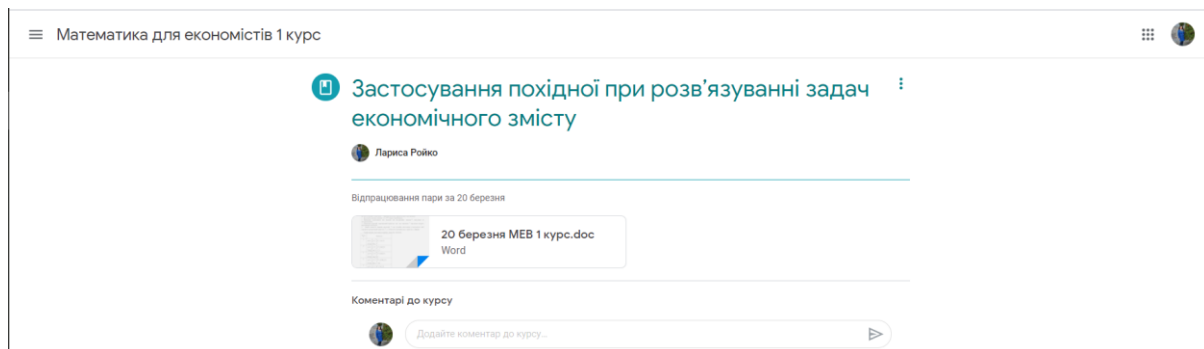 Математика для економістів 1 курс
Застосування похідної при розв’язуванні задач
економічного змісту
Лариса Ройко
Відпрацювання пари за 20 березня
20 березня МЕВ 1 курс.doc
Word
Коментарі до курсу
Додайте коментар до курсу...